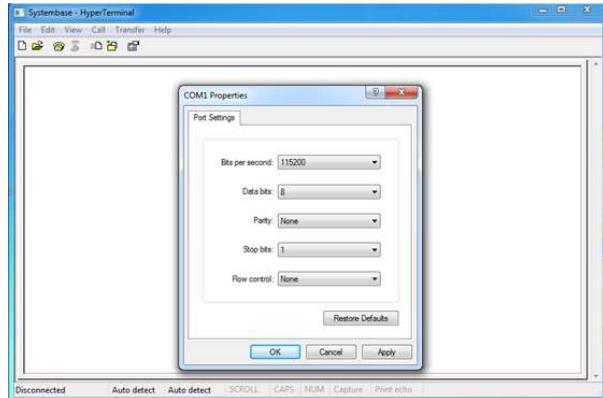 Systembase - HyperTerminal
File Edit View Call Transfer Help
COM1 Properties
Port Settings
Bits per second: 115200
Data bits: 8
Parity: None
Stop bits: 1
Flow control: None
Restore Defaults
OK Cancel Apply
Disconnected Auto detect Auto detect SCROLL CAPS NUM Capture Print echo